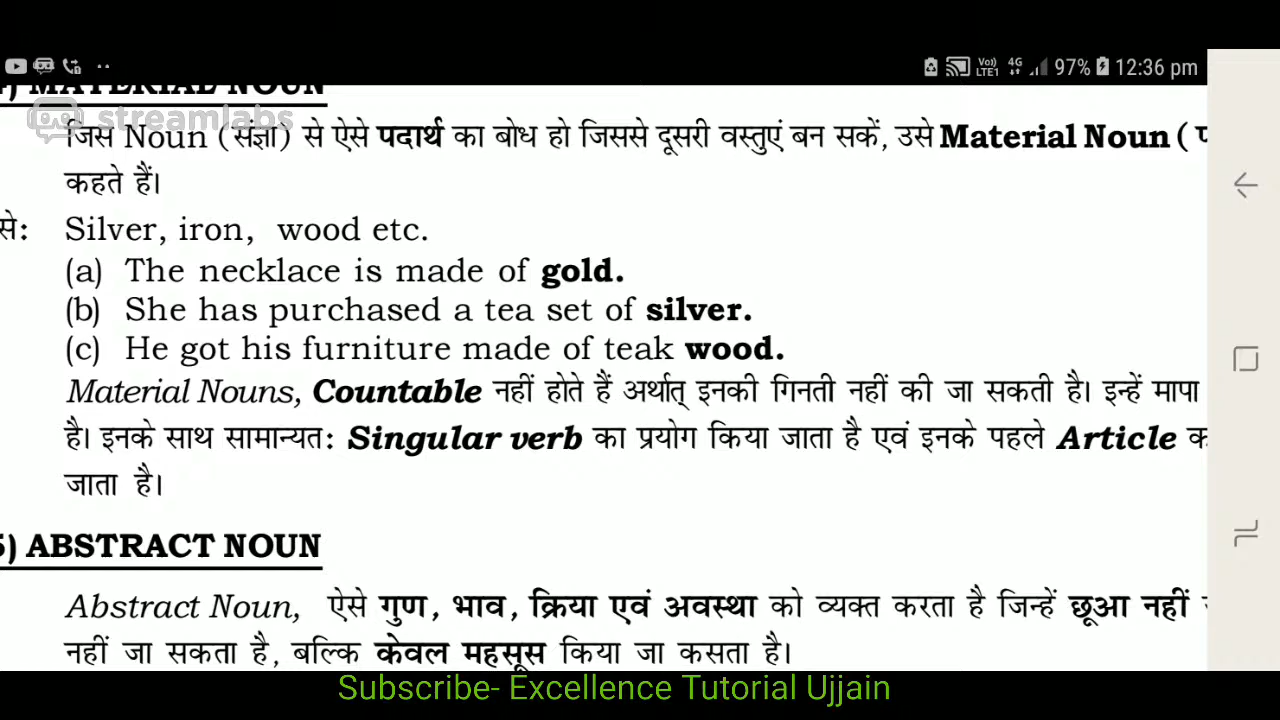 97% 12:36 pm
MATERIAL NOUN
streamlabs
जिस Noun (संज्ञा) से ऐसे पदार्थ का बोध हो जिससे दूसरी वस्तुएं बन सकें, उसे Material Noun (
कहते हैं।
से: Silver, iron, wood etc.
(a) The necklace is made of gold.
(b) She has purchased a tea set of silver.
(c) He got his furniture made of teak wood.
Material Nouns, Countable नहीं होते हैं अर्थात् इनकी गिनती नहीं की जा सकती है। इन्हें मापा
है। इनके साथ सामान्यत: Singular verb का प्रयोग किया जाता है एवं इनके पहले Article
जाता है।
5) ABSTRACT NOUN
Abstract Noun, ऐसे गुण, भाव, क्रिया एवं अवस्था को व्यक्त करता है जिन्हें छूआ नहीं
नहीं जा सकता है, बल्कि केवल महसूस किया जा कसता है।
Subscribe- Excellence Tutorial Ujjain